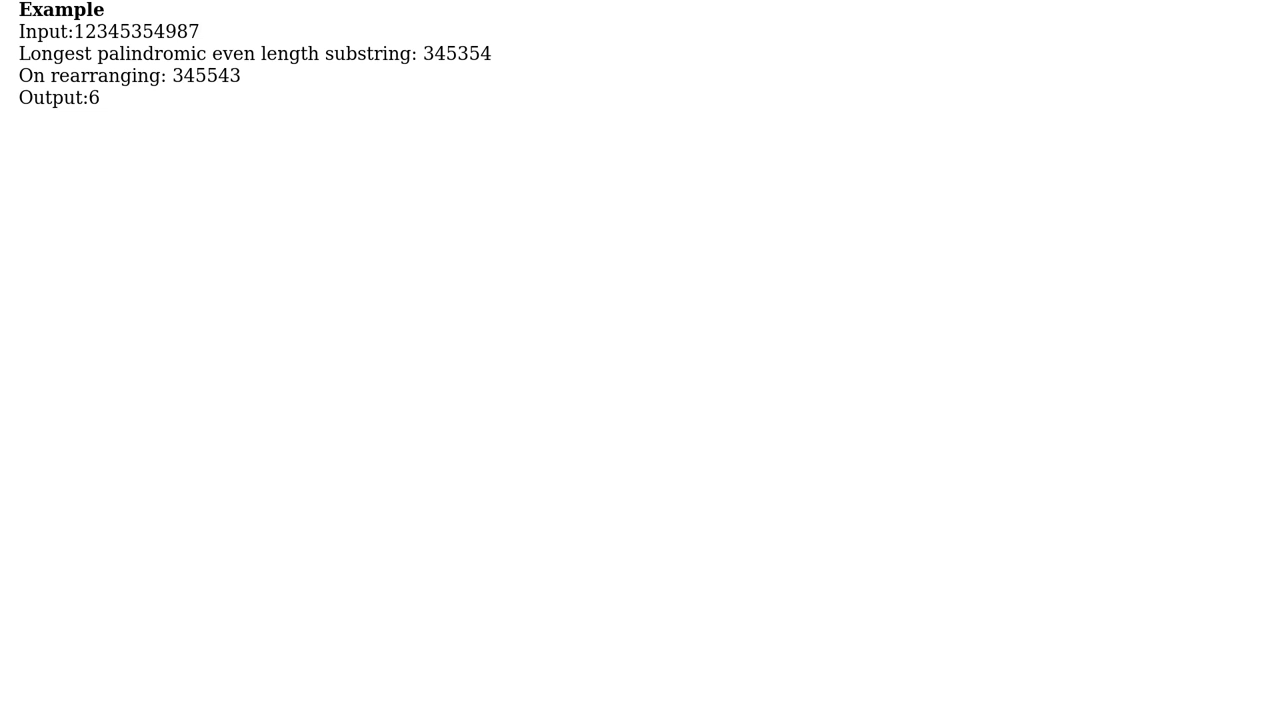 Example
Input:12345354987
Longest palindromic even length substring: 345354
On rearranging: 345543
Output:6